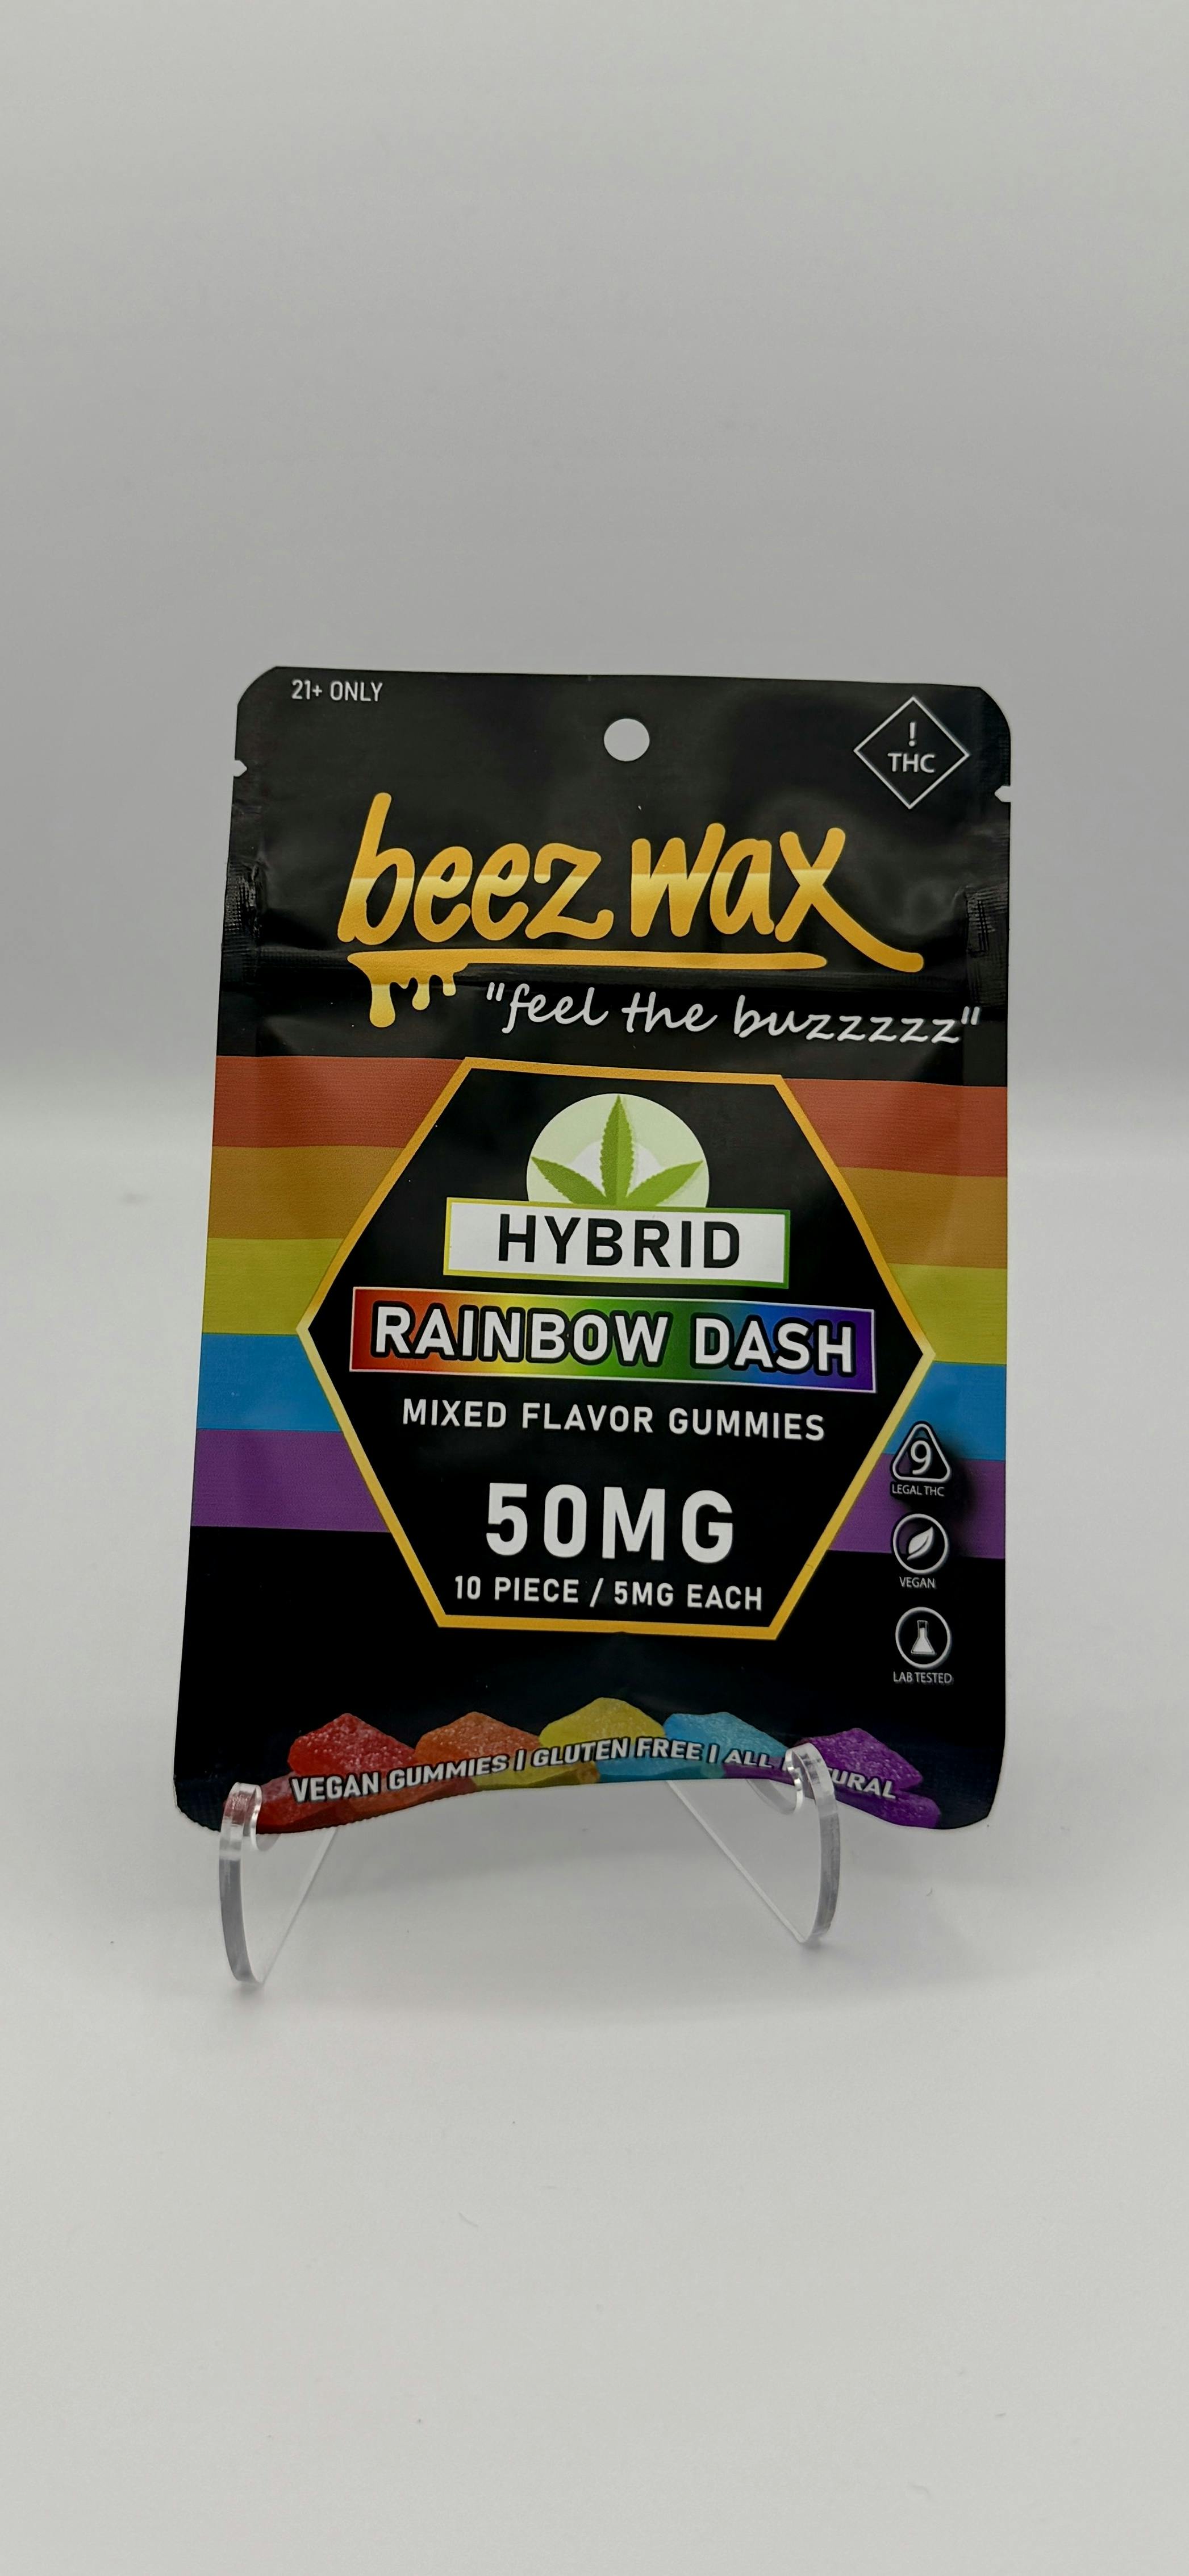 21+ ONLY
!
THC
beez wax
"feel the buzzzzz"
HYBRID
RAINBOW DASH
MIXED FLAVOR GUMMIES
50MG
10 PIECE / 5MG EACH
9
LEGAL THC
VEGAN
LAB TESTED
VEGAN GUMMIES | GLUTEN FREE | ALL